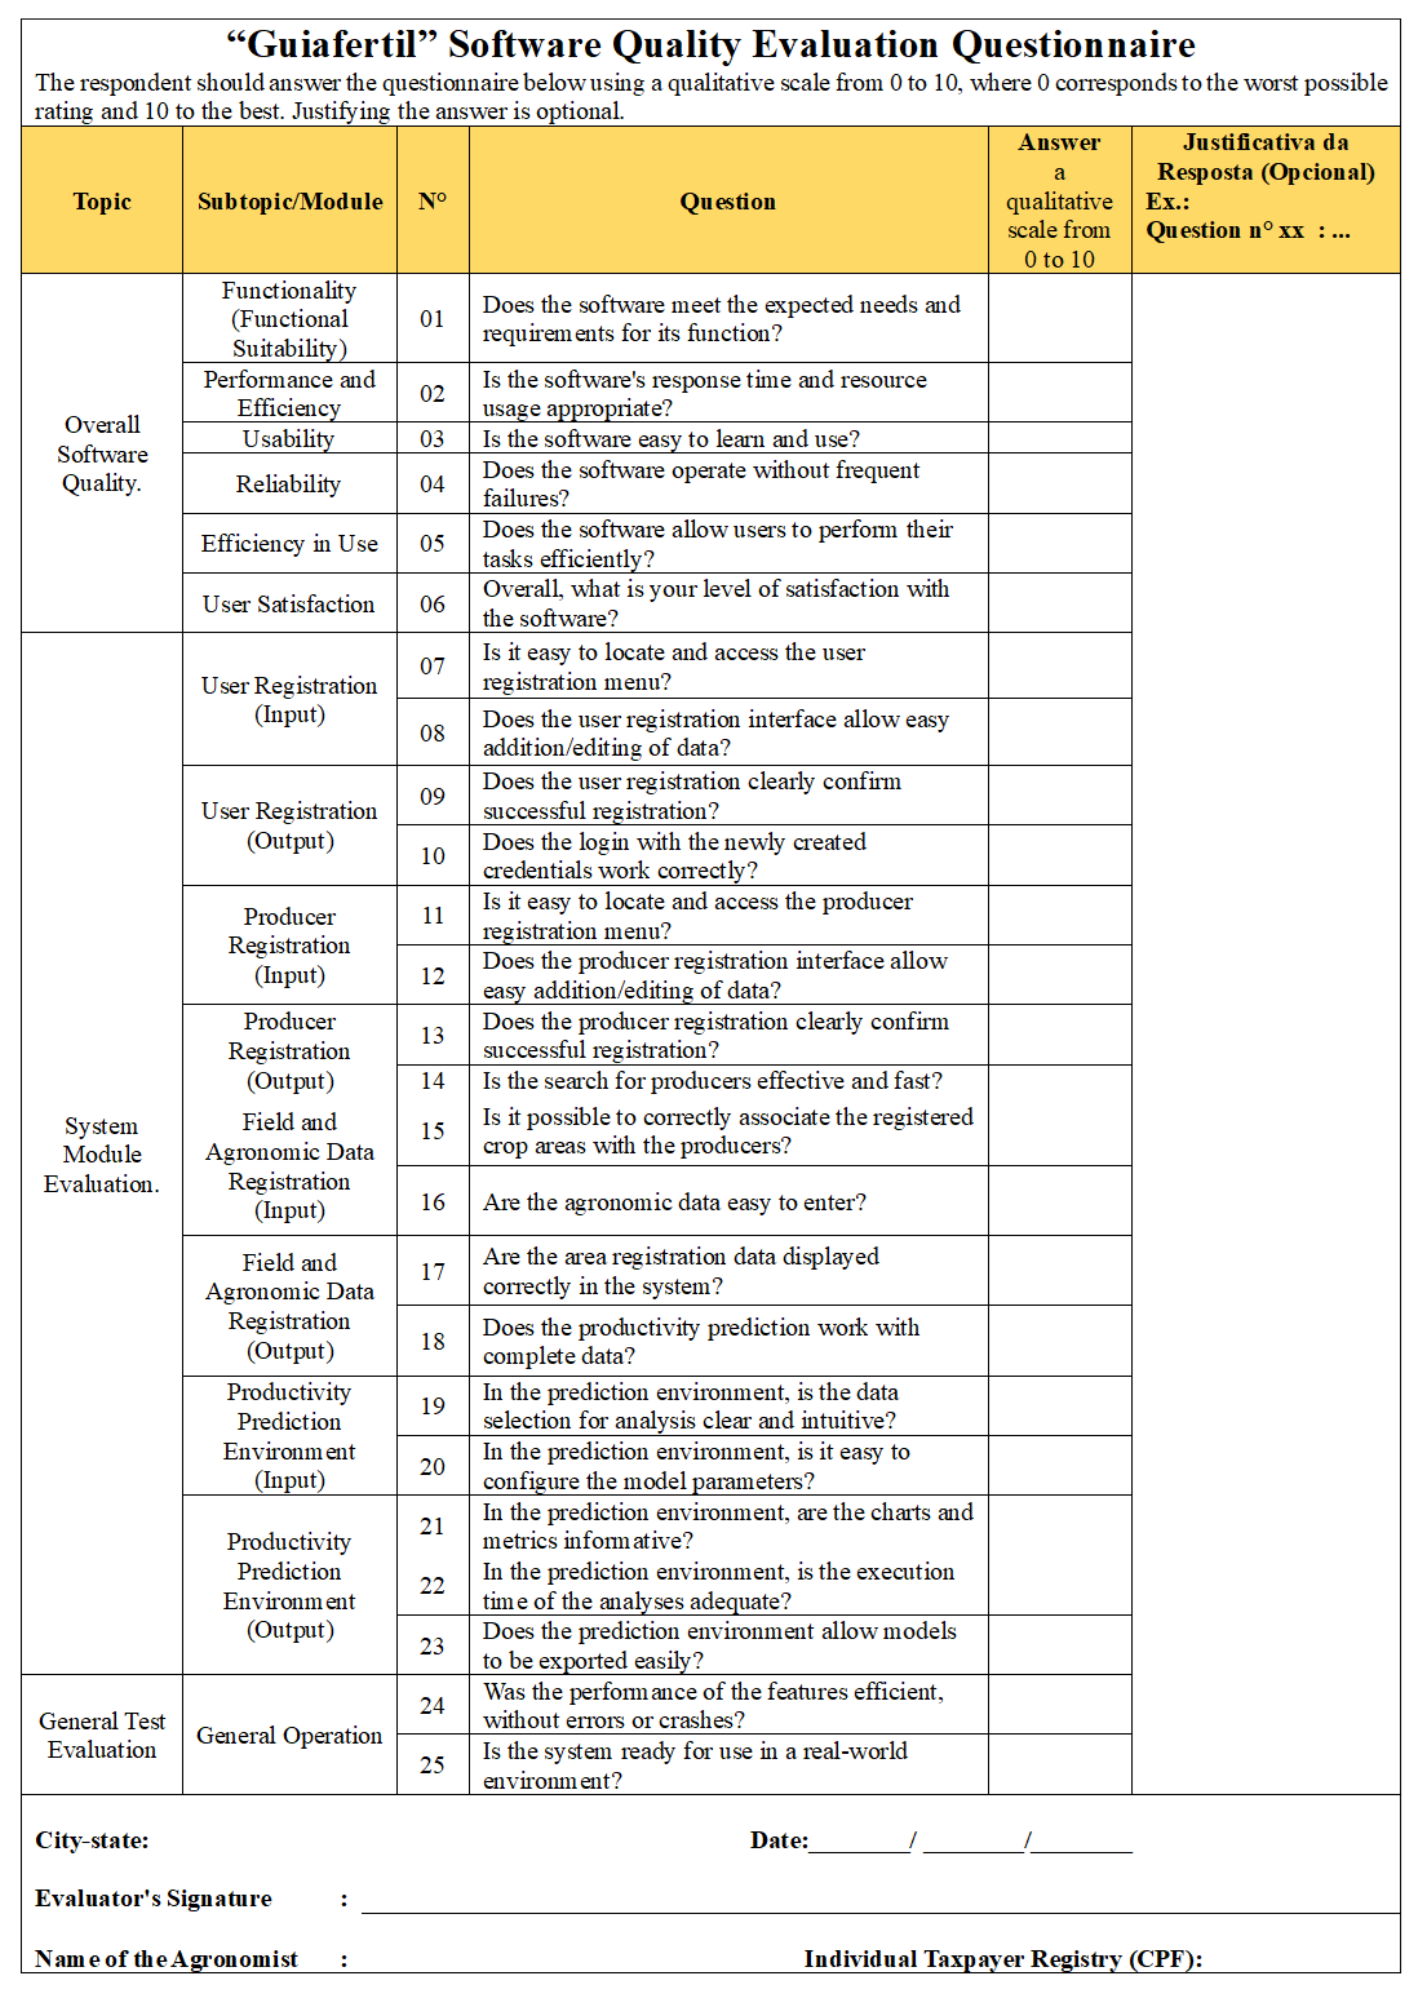 “Guiafertil” Software Quality Evaluation Questionnaire
The respondent should answer the questionnaire below using a qualitative scale from 0 to 10, where 0 corresponds to the worst possible
rating and 10 to the best. Justifying the answer is optional.
Topic
Subtopic/Module
N°
Question
Answer
a
qualitative
scale from
0 to 10
Justificativa da
Resposta (Opcional)
Ex.:
Question n° xx : ...
Overall
Software
Quality.
Functionality
(Functional
Suitability)
01
Does the software meet the expected needs and
requirements for its function?
Performance and
Efficiency
02
Is the software's response time and resource
usage appropriate?
Usability
03
Is the software easy to learn and use?
Reliability
04
Does the software operate without frequent
failures?
Efficiency in Use
05
Does the software allow users to perform their
tasks efficiently?
User Satisfaction
06
Overall, what is your level of satisfaction with
the software?
System
Module
Evaluation.
User Registration
(Input)
07
Is it easy to locate and access the user
registration menu?
08
Does the user registration interface allow easy
addition/editing of data?
User Registration
(Output)
09
Does the user registration clearly confirm
successful registration?
10
Does the login with the newly created
credentials work correctly?
Producer
Registration
(Input)
11
Is it easy to locate and access the producer
registration menu?
12
Does the producer registration interface allow
easy addition/editing of data?
Producer
Registration
(Output)
13
Does the producer registration clearly confirm
successful registration?
14
Is the search for producers effective and fast?
Field and
Agronomic Data
Registration
(Input)
15
Is it possible to correctly associate the registered
crop areas with the producers?
16
Are the agronomic data easy to enter?
Field and
Agronomic Data
Registration
(Output)
17
Are the area registration data displayed
correctly in the system?
18
Does the productivity prediction work with
complete data?
Productivity
Prediction
Environment
(Input)
19
In the prediction environment, is the data
selection for analysis clear and intuitive?
20
In the prediction environment, is it easy to
configure the model parameters?
Productivity
Prediction
Environment
(Output)
21
In the prediction environment, are the charts and
metrics informative?
22
In the prediction environment, is the execution
time of the analyses adequate?
23
Does the prediction environment allow models
to be exported easily?
General Test
Evaluation
General Operation
24
Was the performance of the features efficient,
without errors or crashes?
25
Is the system ready for use in a real-world
environment?
City-state:
Date:________/ ________/________
Evaluator's Signature :
Name of the Agronomist :
Individual Taxpayer Registry (CPF):